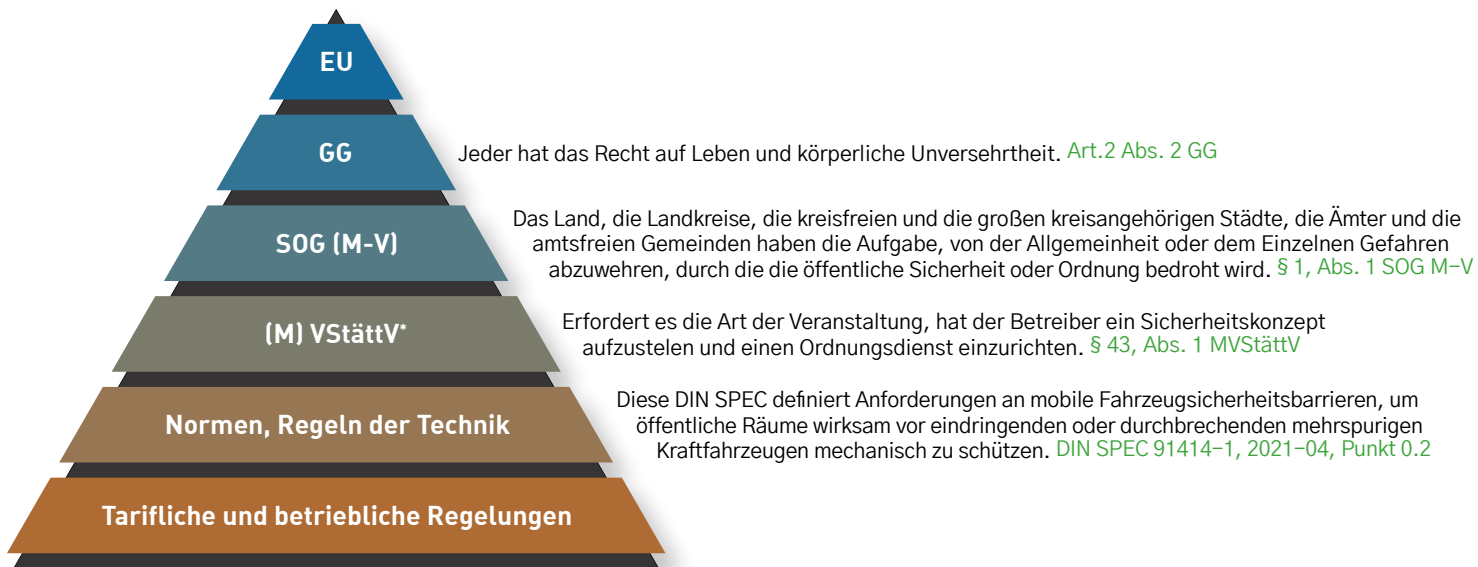 EU
GG
Jeder hat das Recht auf Leben und körperliche Unversehrtheit. Art.2 Abs. 2 GG
SOG (M-V)
Das Land, die Landkreise, die kreisfreien und die großen kreisangehörigen Städte, die Ämter und die
amtsfreien Gemeinden haben die Aufgabe, von der Allgemeinheit oder dem Einzelnen Gefahren
abzuwehren, durch die die öffentliche Sicherheit oder Ordnung bedroht wird. § 1, Abs. 1 SOG M-V
(M) VStättV*
Erfordert es die Art der Veranstaltung, hat der Betreiber ein Sicherheitskonzept
aufzustelen und einen Ordnungsdienst einzurichten. § 43, Abs. 1 MVStättV
Normen, Regeln der Technik
Diese DIN SPEC definiert Anforderungen an mobile Fahrzeugsicherheitsbarrieren, um
öffentliche Räume wirksam vor eindringenden oder durchbrechenden mehrspurigen
Kraftfahrzeugen mechanisch zu schützen. DIN SPEC 91414-1, 2021-04, Punkt 0.2
Tarifliche und betriebliche Regelungen